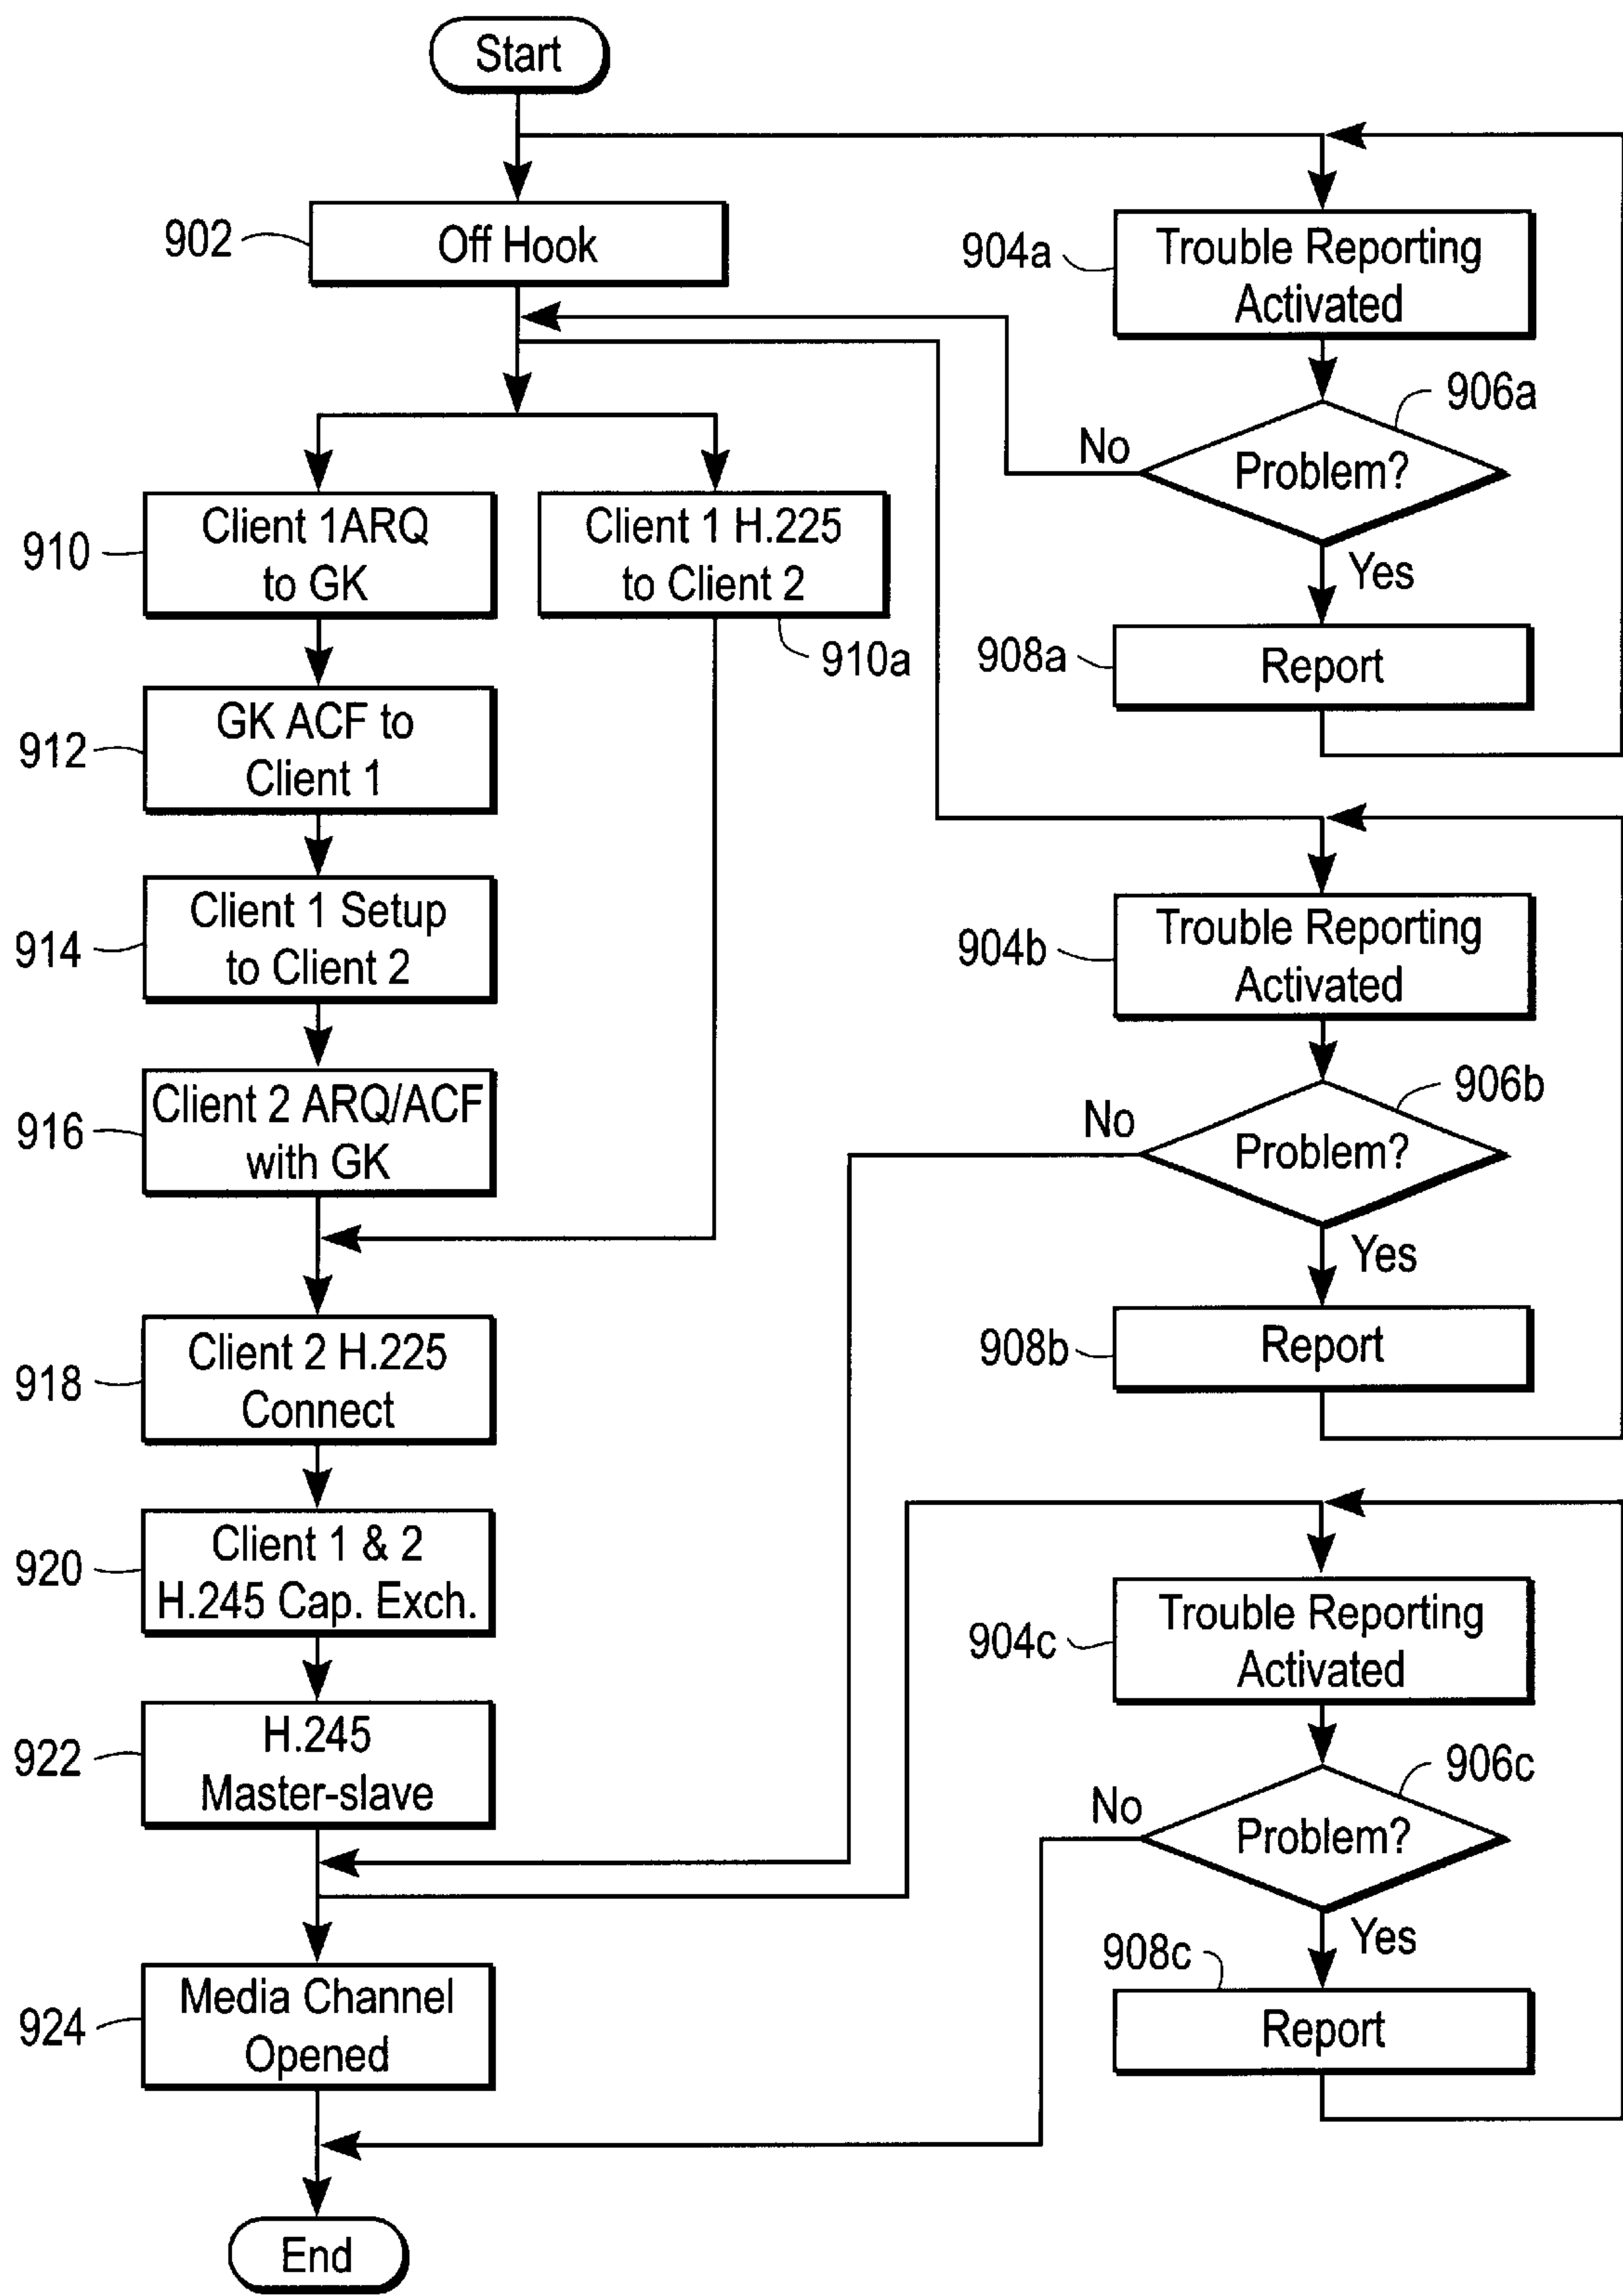 Start
902
Off Hook
904a
Trouble Reporting
Activated
906a
Problem?
No
Yes
908a
Report
910
Client 1ARQ
to GK
Client 1 H.225
to Client 2
910a
912
GK ACF to
Client 1
914
Client 1 Setup
to Client 2
904b
Trouble Reporting
Activated
916
Client 2 ARQ/ACF
with GK
906b
Problem?
No
Yes
908b
Report
918
Client 2 H.225
Connect
920
Client 1 & 2
H.245 Cap. Exch.
904c
Trouble Reporting
Activated
922
H.245
Master-slave
906c
Problem?
No
Yes
908c
Report
924
Media Channel
Opened
End